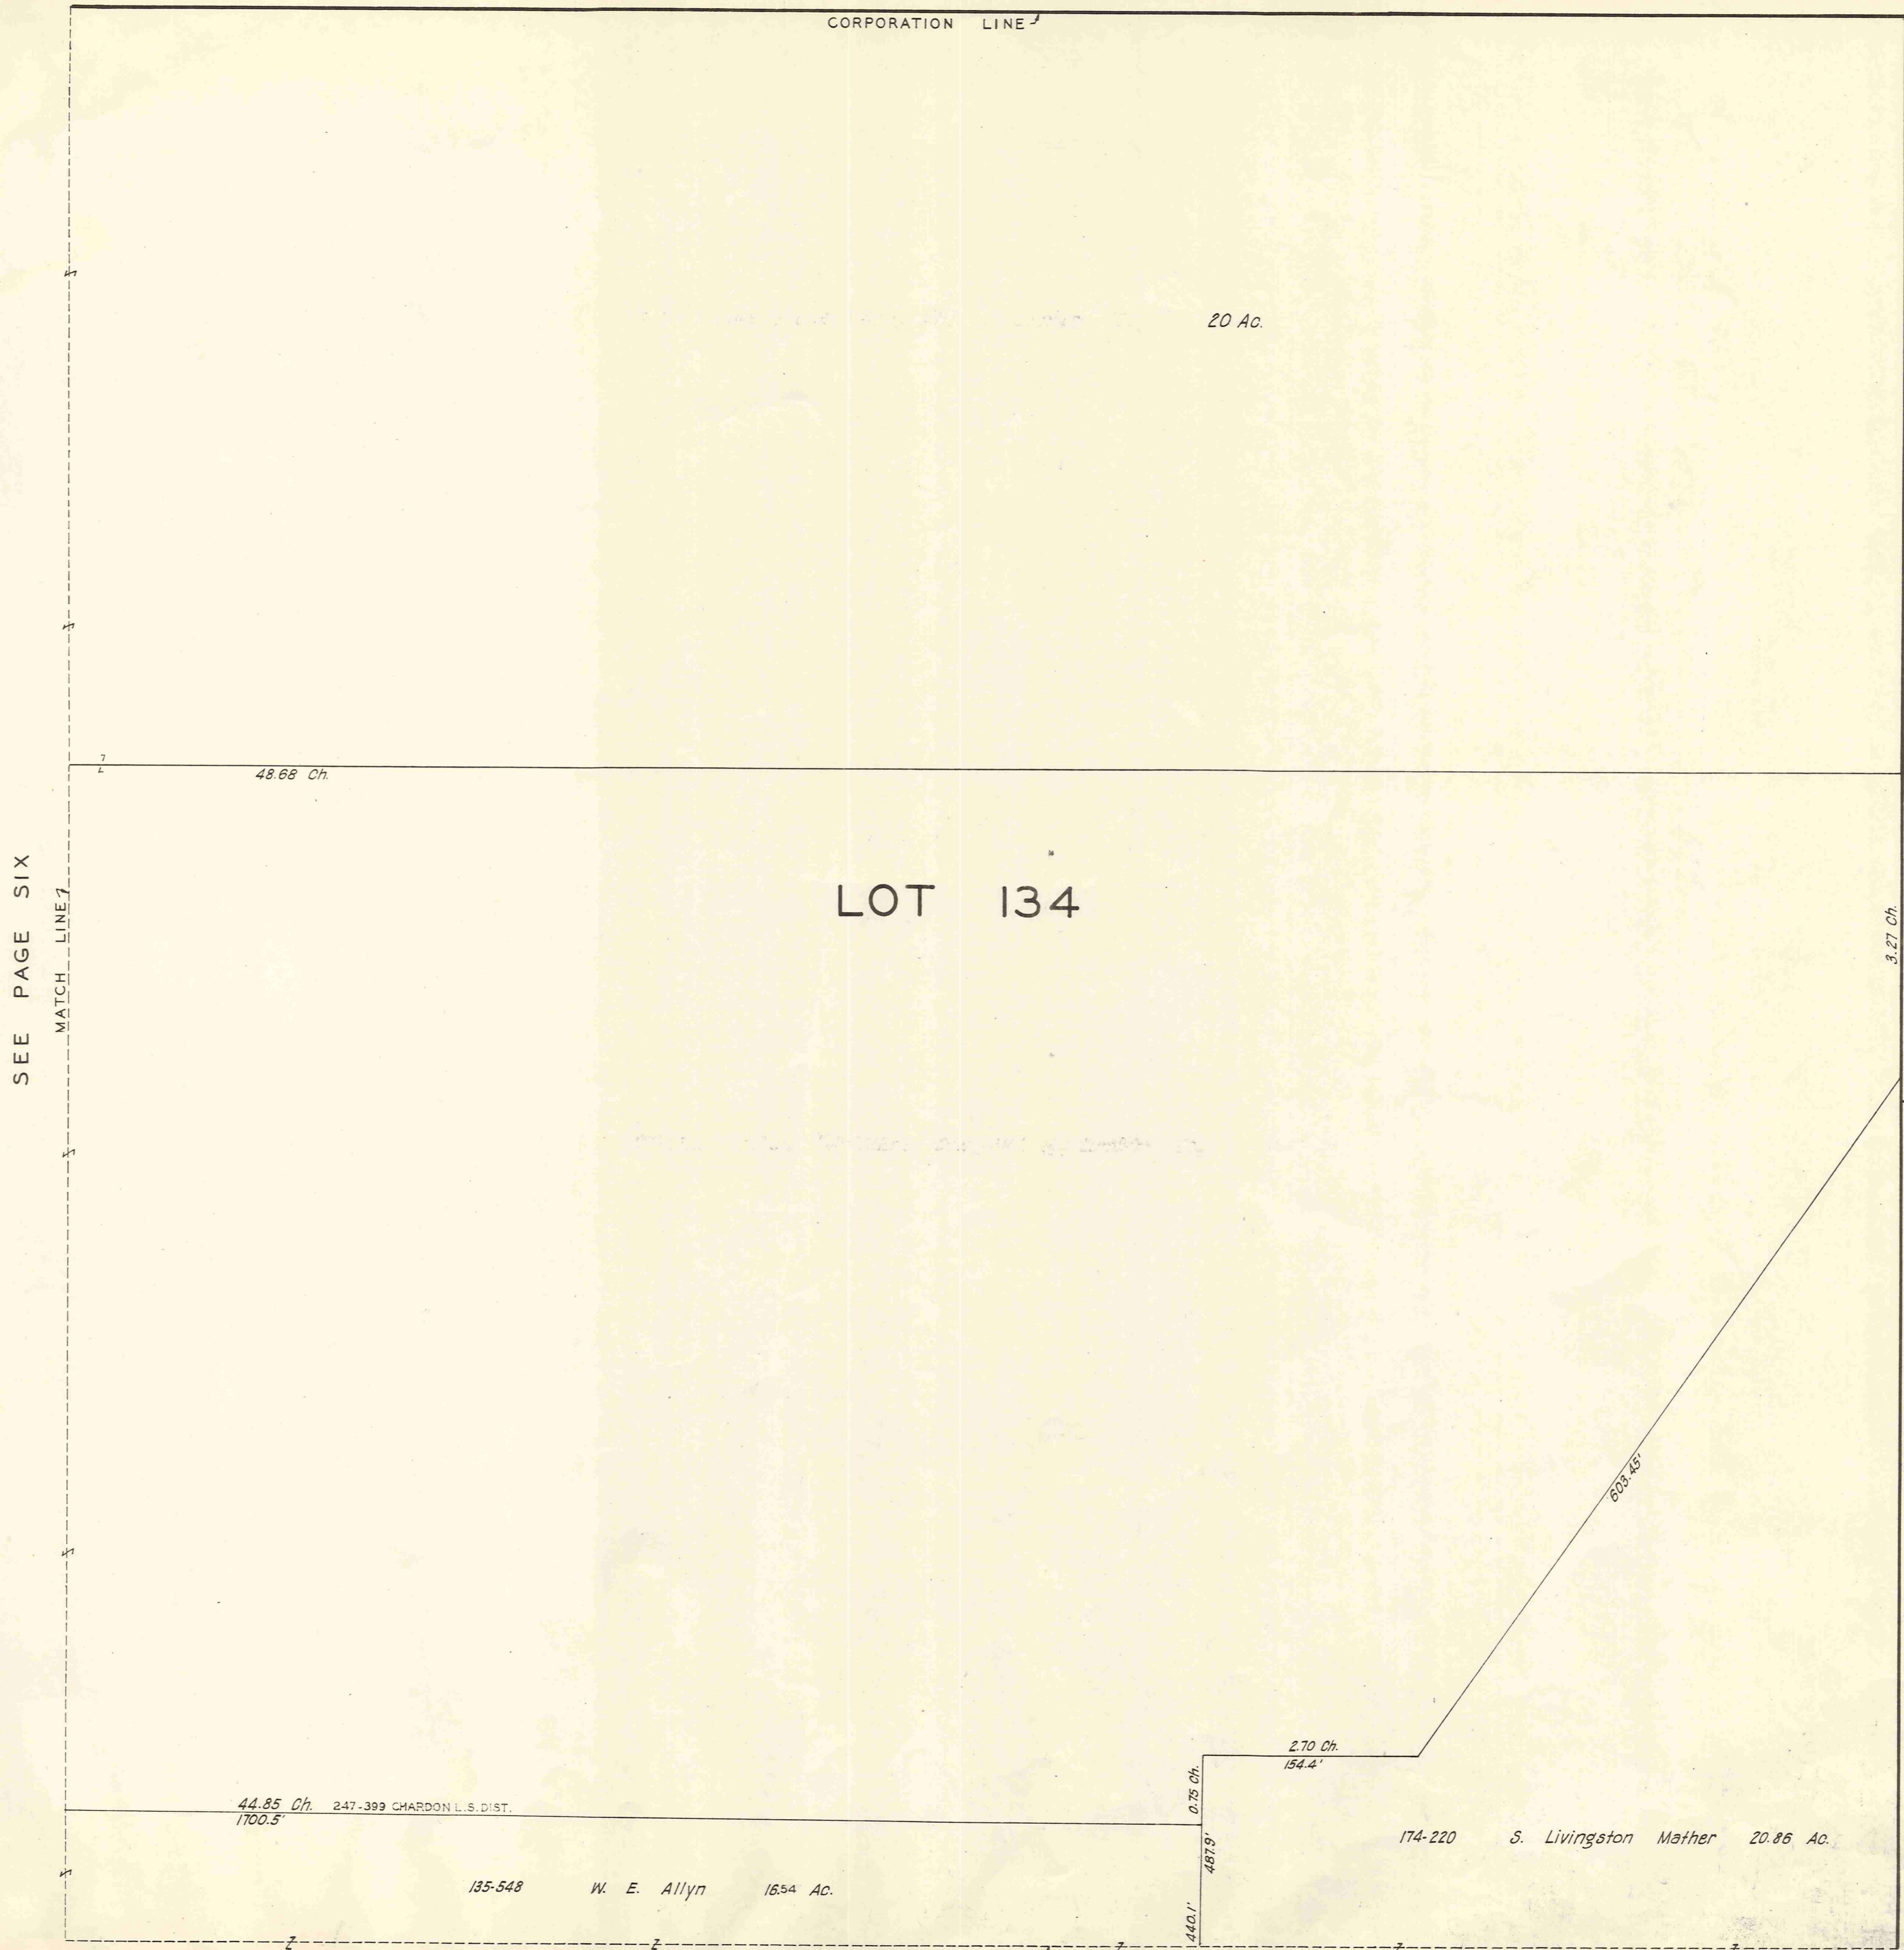 CORPORATION LINE
20 Ac.
48.68 Ch.
SEE PAGE SIX
MATCH LINE
LOT 134
3.27 Ch.
603.45'
2.70 Ch.
154.4'
0.75 Ch.
44.85 Ch. 247-399 CHARDON L.S. DIST.
1700.5'
487.9'
174-220 S. Livingston Mather 20.86 Ac.
135-548 W. E. Allyn 16.54 Ac.
440.1'